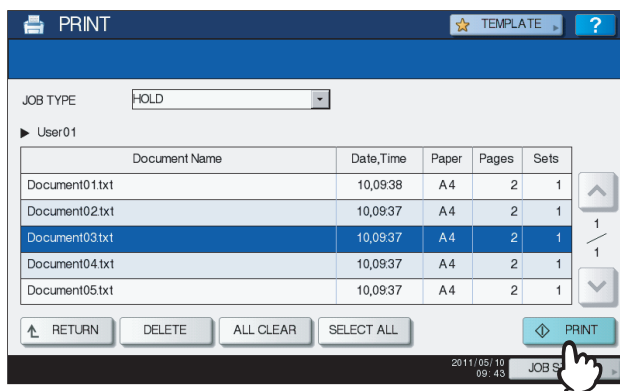 PRINT
TEMPLATE
?
JOB TYPE HOLD
User01
Document Name Date,Time Paper Pages Sets
Document01.txt 10,09:38 A4 2 1
Document02.txt 10,09:37 A4 2 1
Document03.txt 10,09:37 A4 2 1
Document04.txt 10,09:37 A4 2 1
Document05.txt 10,09:37 A4 2 1
1
1
RETURN DELETE ALL CLEAR SELECT ALL PRINT
2011/05/10
09:43
JOB